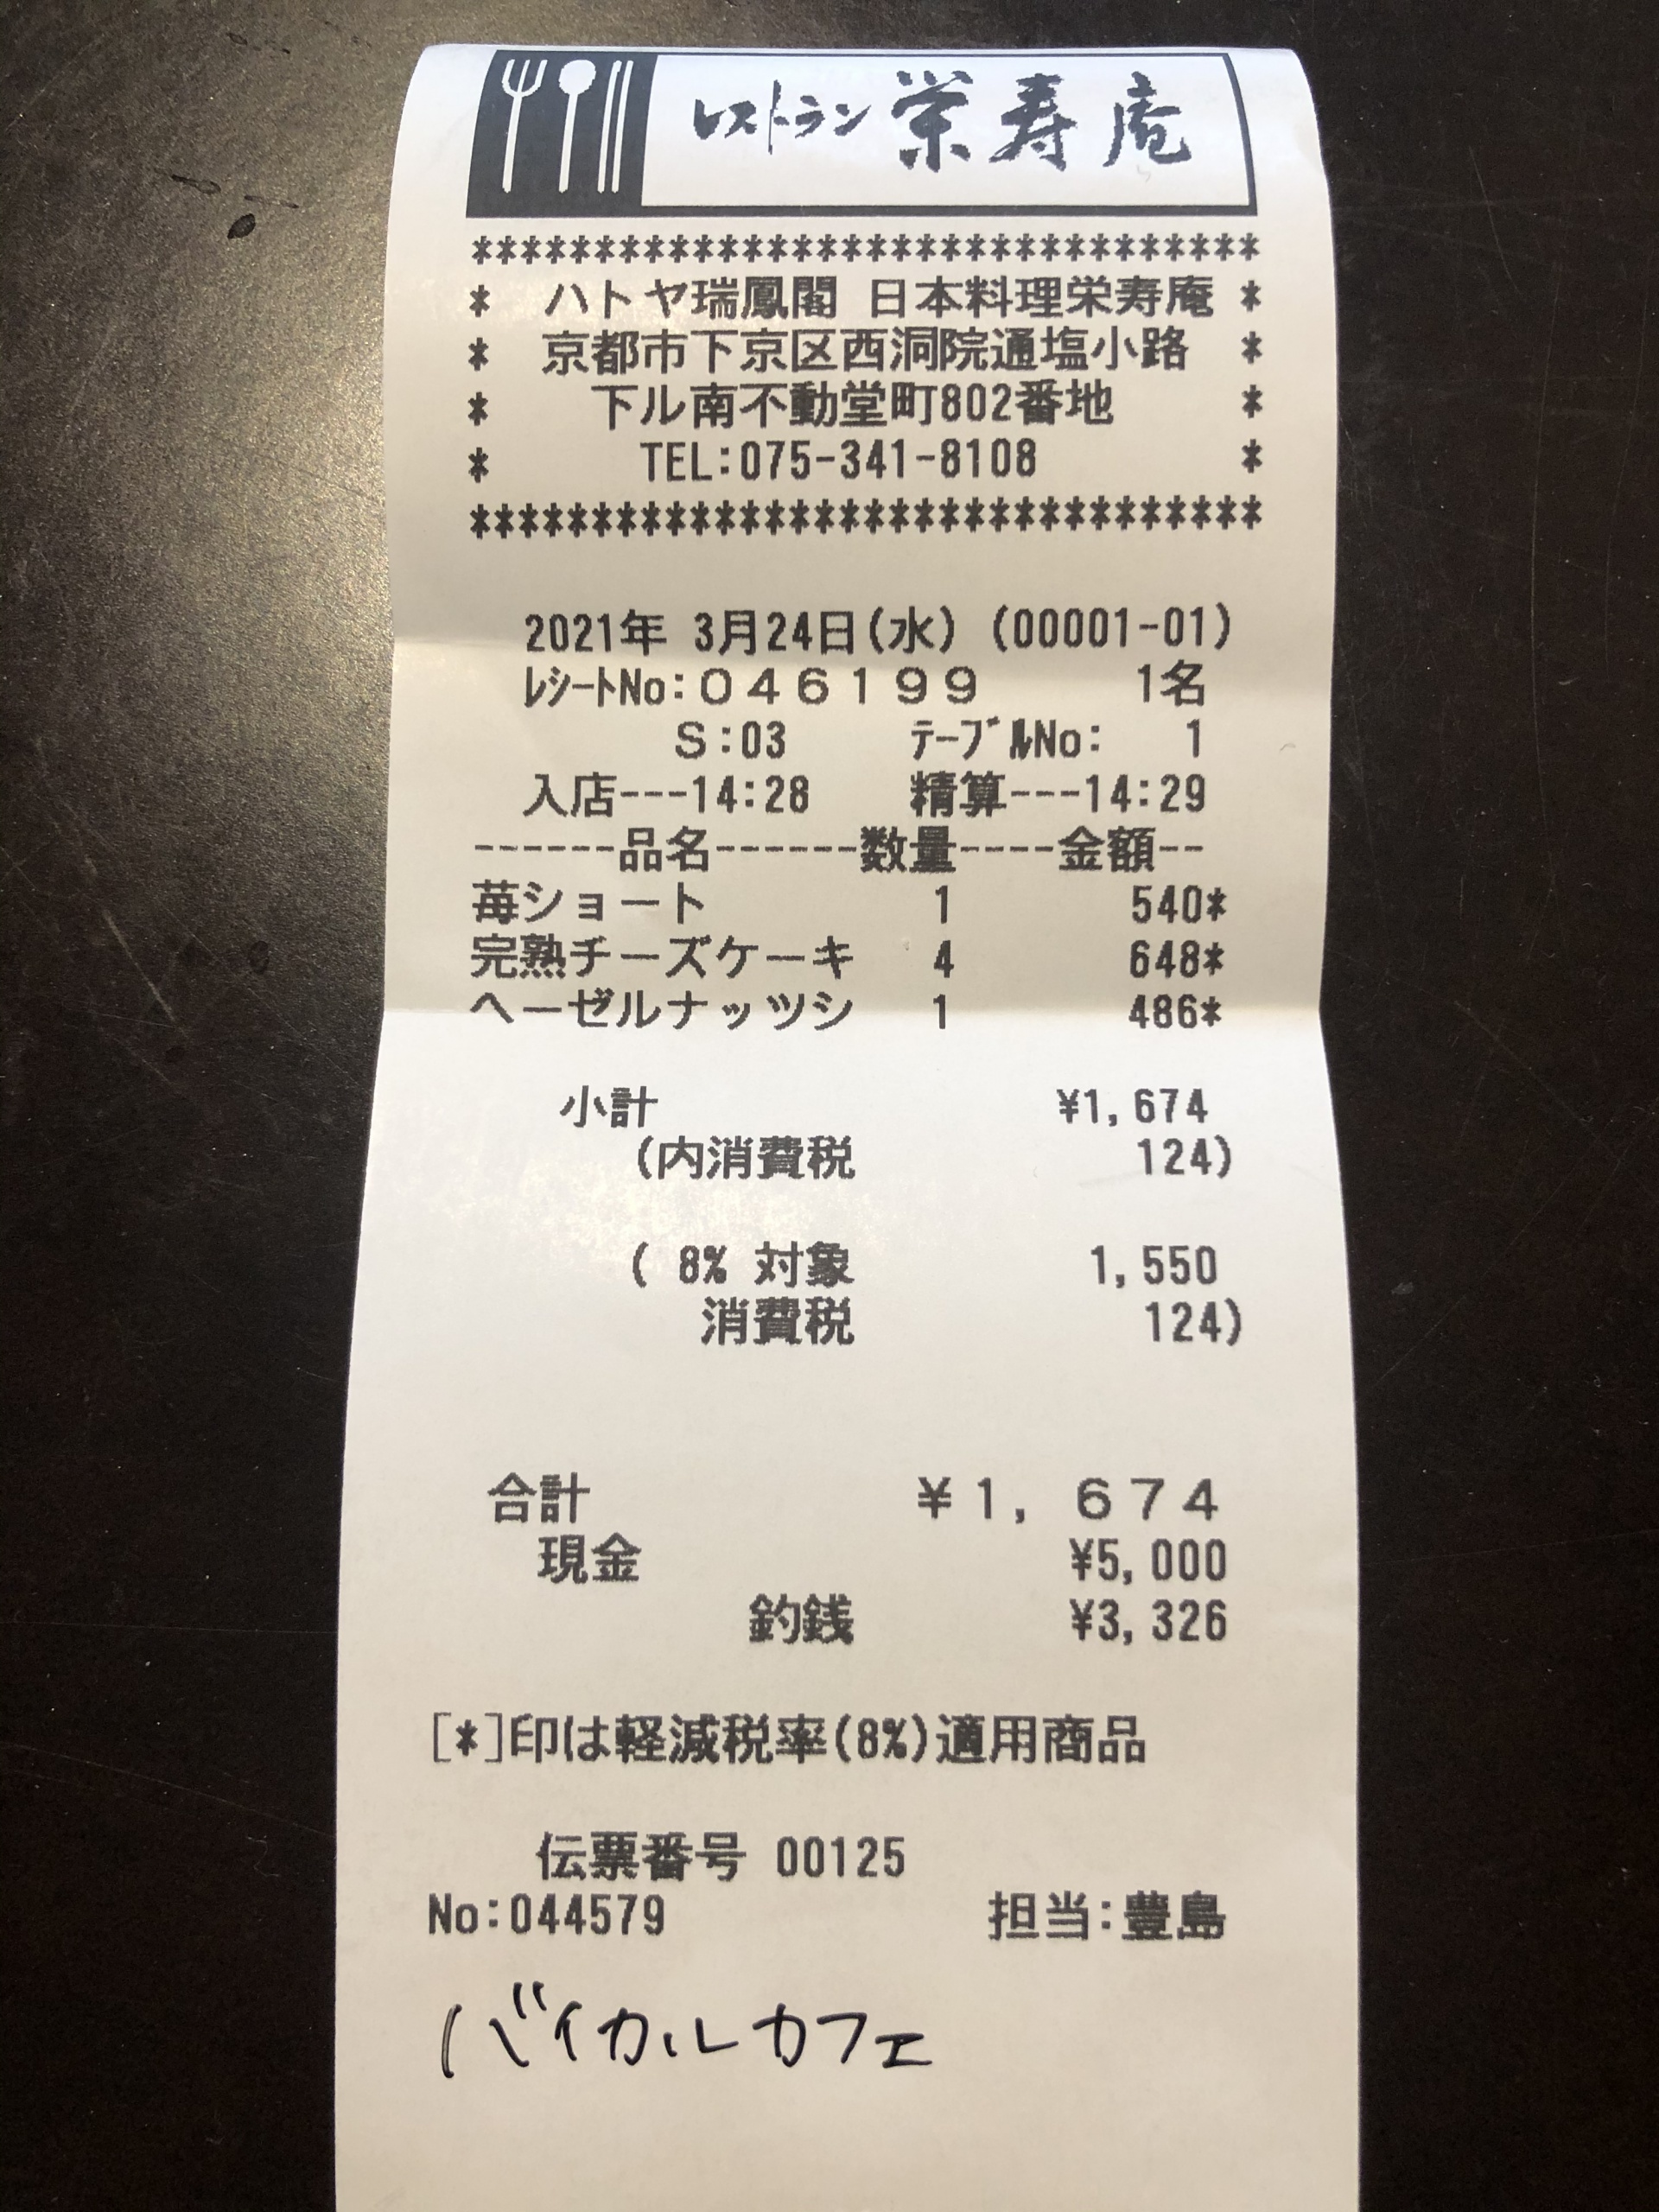 レストラン 栄寿庵
********************************
* ハトヤ瑞鳳閣 日本料理栄寿庵 *
* 京都市下京区西洞院通塩小路 *
* 下ル南不動堂町802番地 *
* TEL:075-341-8108 *
********************************
2021年 3月24日(水) (00001-01)
ﾚｼｰﾄNo:０４６１９９ 1名
Ｓ:03 ﾃｰﾌﾞﾙNo: 1
入店---14:28 精算---14:29
------品名------数量----金額--
苺ショート 1 540*
完熟チーズケーキ 4 648*
ヘーゼルナッツシ 1 486*
小計 ¥1,674
(内消費税 124)
( 8% 対象 1,550
消費税 124)
合計 ￥１，６７４
現金 ¥5,000
釣銭 ¥3,326
[*]印は軽減税率(8%)適用商品
伝票番号 00125
No:044579 担当:豊島
バイカルカフェ